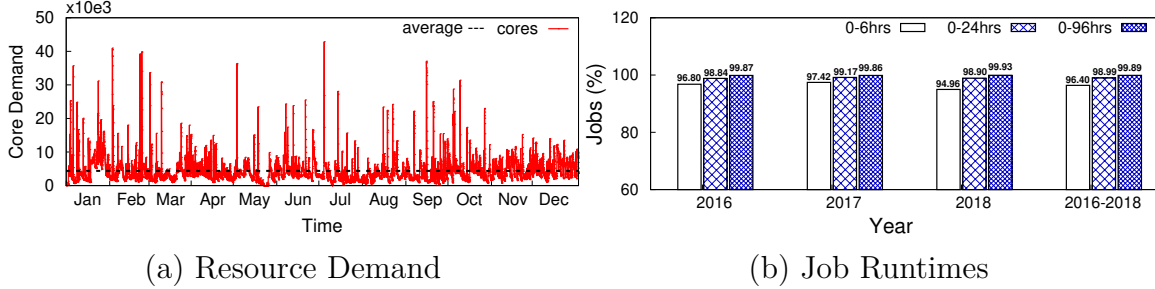 x10e3
50
40
30
20
10
0
Core Demand
average --- cores
Jan Feb Mar Apr May Jun Jul Aug Sep Oct Nov Dec
Time
(a) Resource Demand
120
100
80
60
Jobs (%)
0-6hrs 0-24hrs 0-96hrs
96.80 98.84 99.87 97.42 99.17 99.86 94.96 98.90 99.93 96.40 98.99 99.89
2016 2017 2018 2016-2018
Year
(b) Job Runtimes